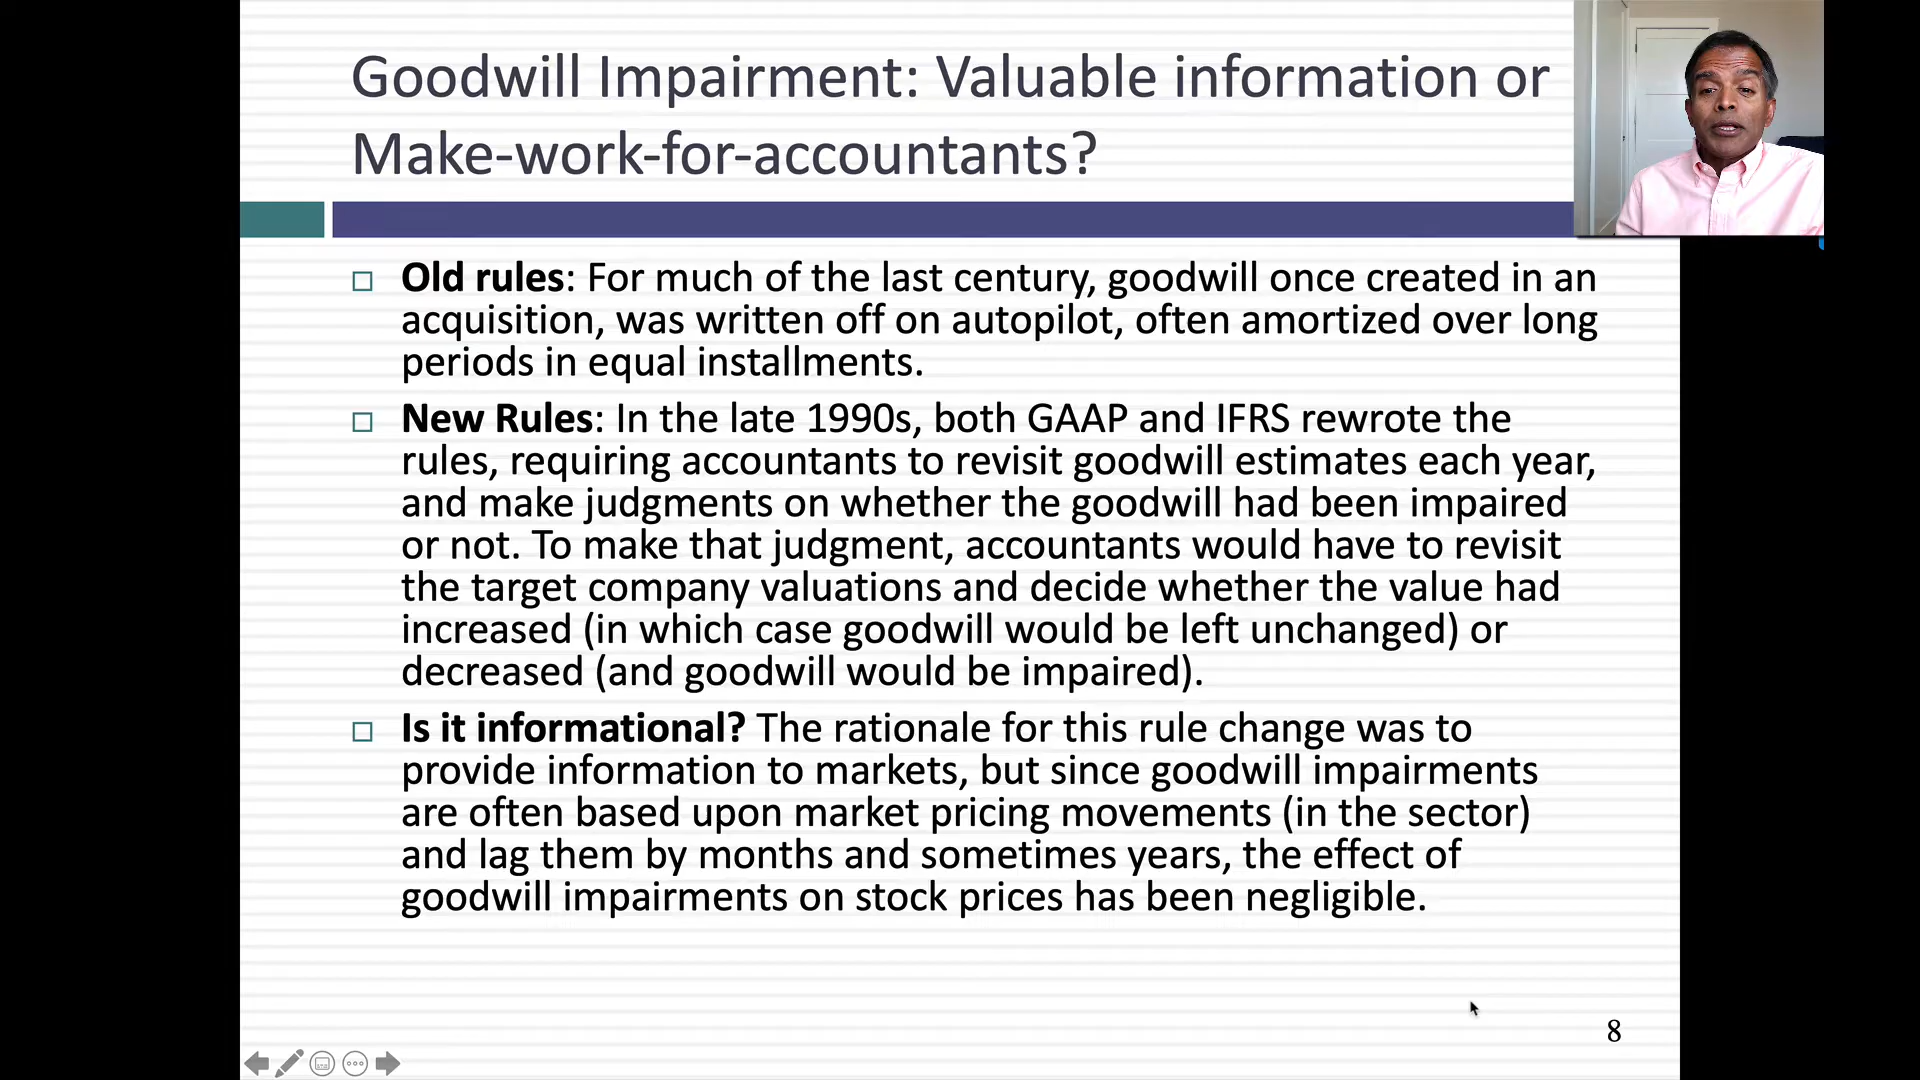 Goodwill Impairment: Valuable information or
Make-work-for-accountants?
Old rules: For much of the last century, goodwill once created in an
acquisition, was written off on autopilot, often amortized over long
periods in equal installments.
New Rules: In the late 1990s, both GAAP and IFRS rewrote the
rules, requiring accountants to revisit goodwill estimates each year,
and make judgments on whether the goodwill had been impaired
or not. To make that judgment, accountants would have to revisit
the target company valuations and decide whether the value had
increased (in which case goodwill would be left unchanged) or
decreased (and goodwill would be impaired).
Is it informational? The rationale for this rule change was to
provide information to markets, but since goodwill impairments
are often based upon market pricing movements (in the sector)
and lag them by months and sometimes years, the effect of
goodwill impairments on stock prices has been negligible.
8